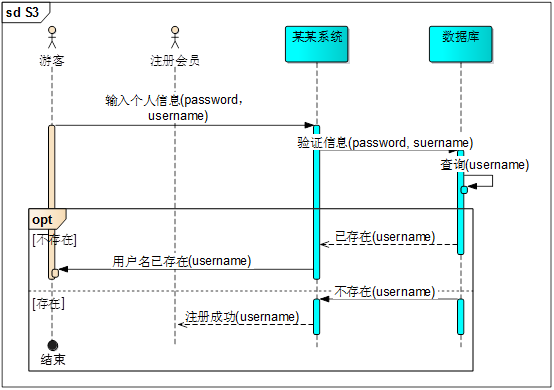 sd S3
游客
注册会员
某某系统
数据库
输入个人信息(password,
username)
验证信息(password, suername)
查询(username)
opt
[不存在]
已存在(username)
用户名已存在(username)
不存在(username)
[存在]
注册成功(username)
结束